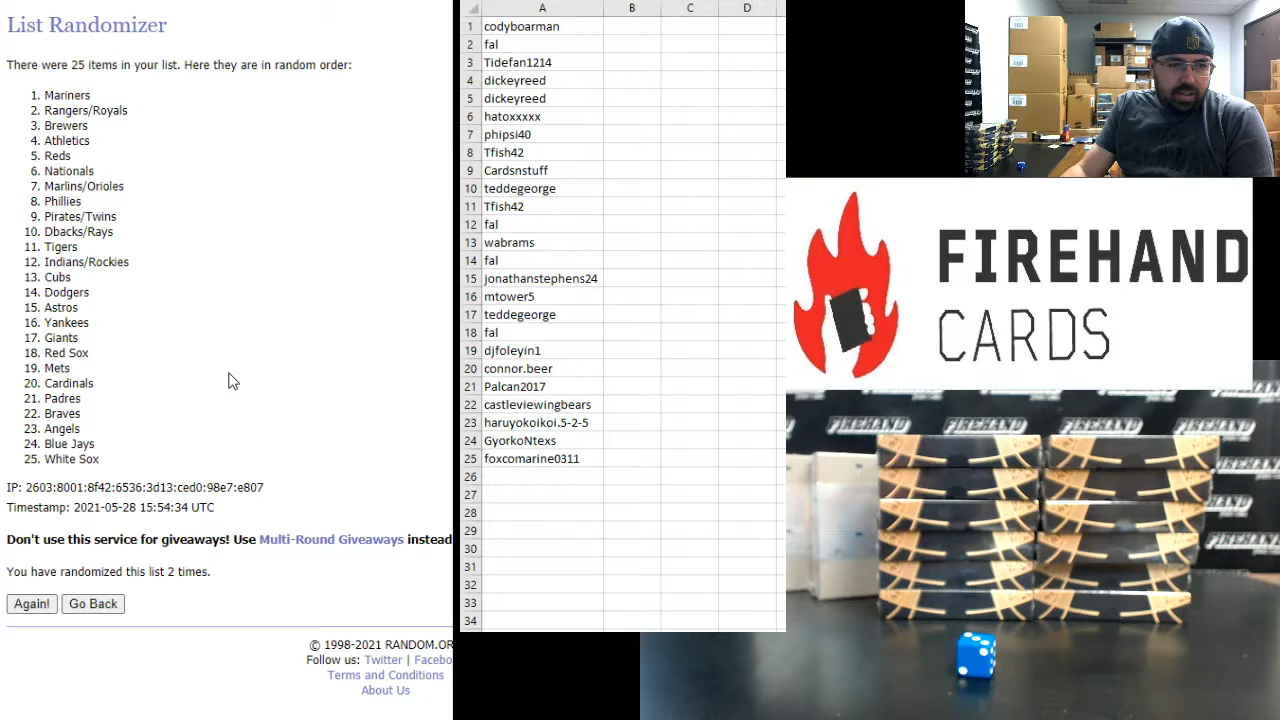 List Randomizer
There were 25 items in your list. Here they are in random order:
1. Mariners
2. Rangers/Royals
3. Brewers
4. Athletics
5. Reds
6. Nationals
7. Marlins/Orioles
8. Phillies
9. Pirates/Twins
10. Dbacks/Rays
11. Tigers
12. Indians/Rockies
13. Cubs
14. Dodgers
15. Astros
16. Yankees
17. Giants
18. Red Sox
19. Mets
20. Cardinals
21. Padres
22. Braves
23. Angels
24. Blue Jays
25. White Sox
IP: 2603:8001:8f42:6536:3d13:ced0:98e7:e807
Timestamp: 2021-05-28 15:54:34 UTC
Don't use this service for giveaways! Use Multi-Round Giveaways instead
You have randomized this list 2 times.
Again! Go Back
© 1998-2021 RANDOM.OR
Follow us: Twitter | Facebo
Terms and Conditions
About Us
A B C D
1 codyboarman
2 fal
3 Tidefan1214
4 dickeyreed
5 dickeyreed
6 hatoxxxxx
7 phipsi40
8 Tfish42
9 Cardsnstuff
10 teddegeorge
11 Tfish42
12 fal
13 wabrams
14 fal
15 jonathanstephens24
16 mtower5
17 teddegeorge
18 fal
19 djfoleyin1
20 connor.beer
21 Palcan2017
22 castleviewingbears
23 haruyokoikoi.5-2-5
24 GyorkoNtexs
25 foxcomarine0311
26
27
28
29
30
31
32
33
34
FIREHAND
CARDS
FIREHAND
FIREHAND
FIREHAND
FIREHAND